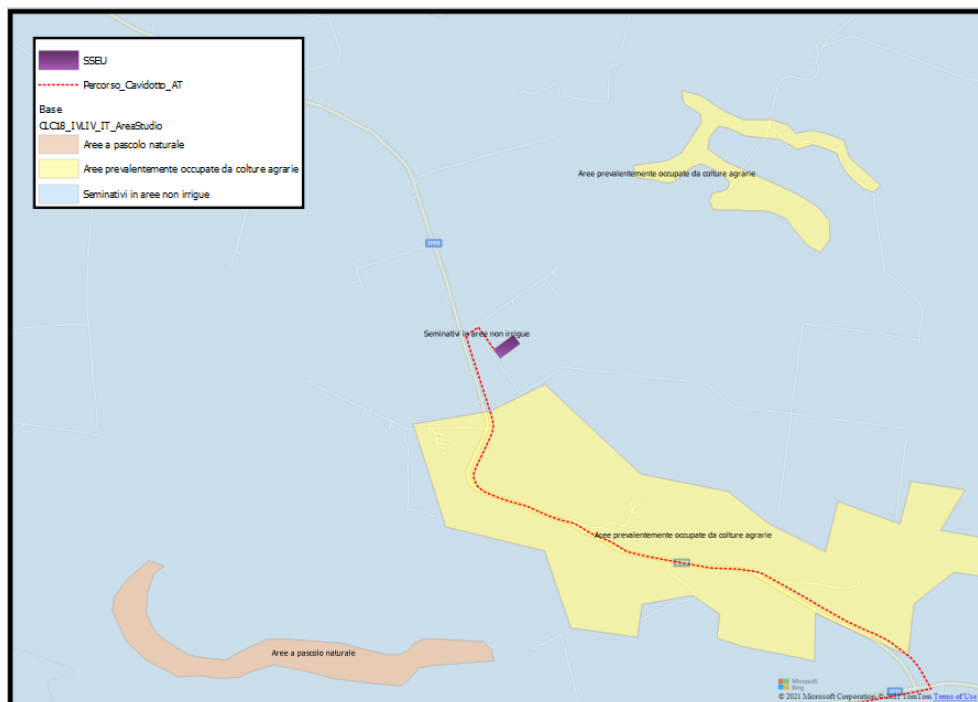 SSEU
Percorso_Cavidotto_AT
Base
CLC18_IVLIV_IT_AreaStudio
Aree a pascolo naturale
Aree prevalentemente occupate da colture agrarie
Seminativi in aree non irrigue
Aree prevalentemente occupate da colture agrarie
Seminativi in aree non irrigue
Aree prevalentemente occupate da colture agrarie
Aree a pascolo naturale
Microsoft
Bing
© 2021 Microsoft Corporation © 2021 TomTom Terms of Use